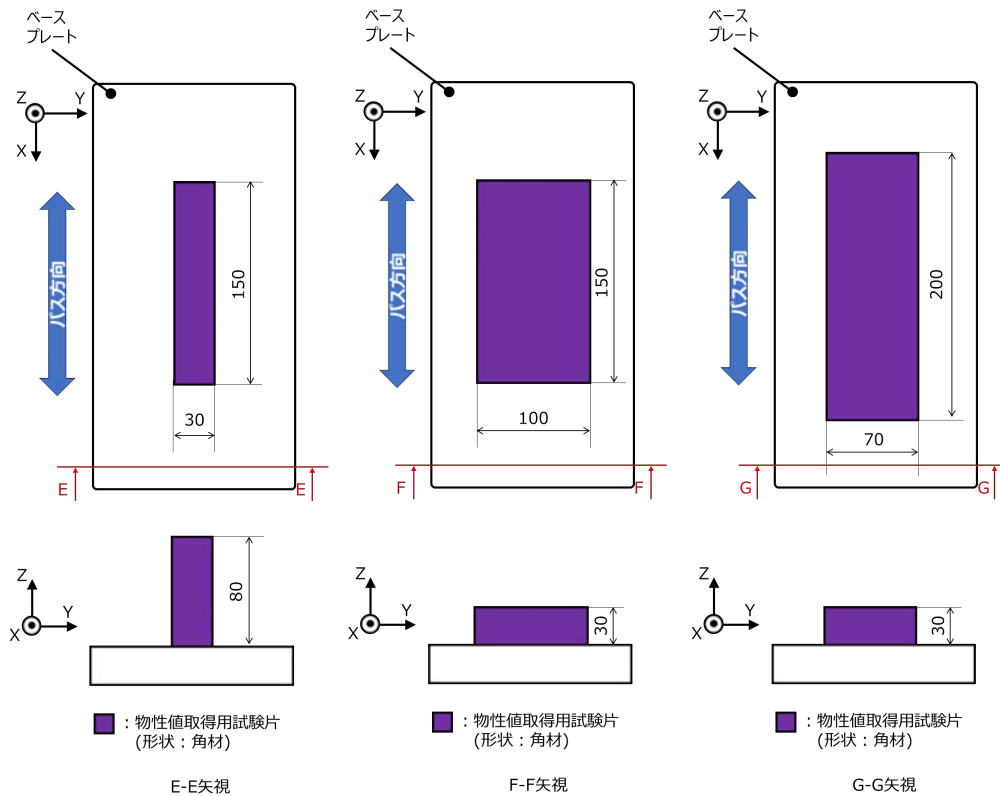 ベース
プレート
Z
Y
X
パス方向
150
30
E
E
Z
Y
X
80
：物性値取得用試験片
(形状：角材)
E-E矢視
ベース
プレート
Z
Y
X
パス方向
150
100
F
F
Z
Y
X
30
：物性値取得用試験片
(形状：角材)
F-F矢視
ベース
プレート
Z
Y
X
パス方向
200
70
G
G
Z
Y
X
30
：物性値取得用試験片
(形状：角材)
G-G矢視